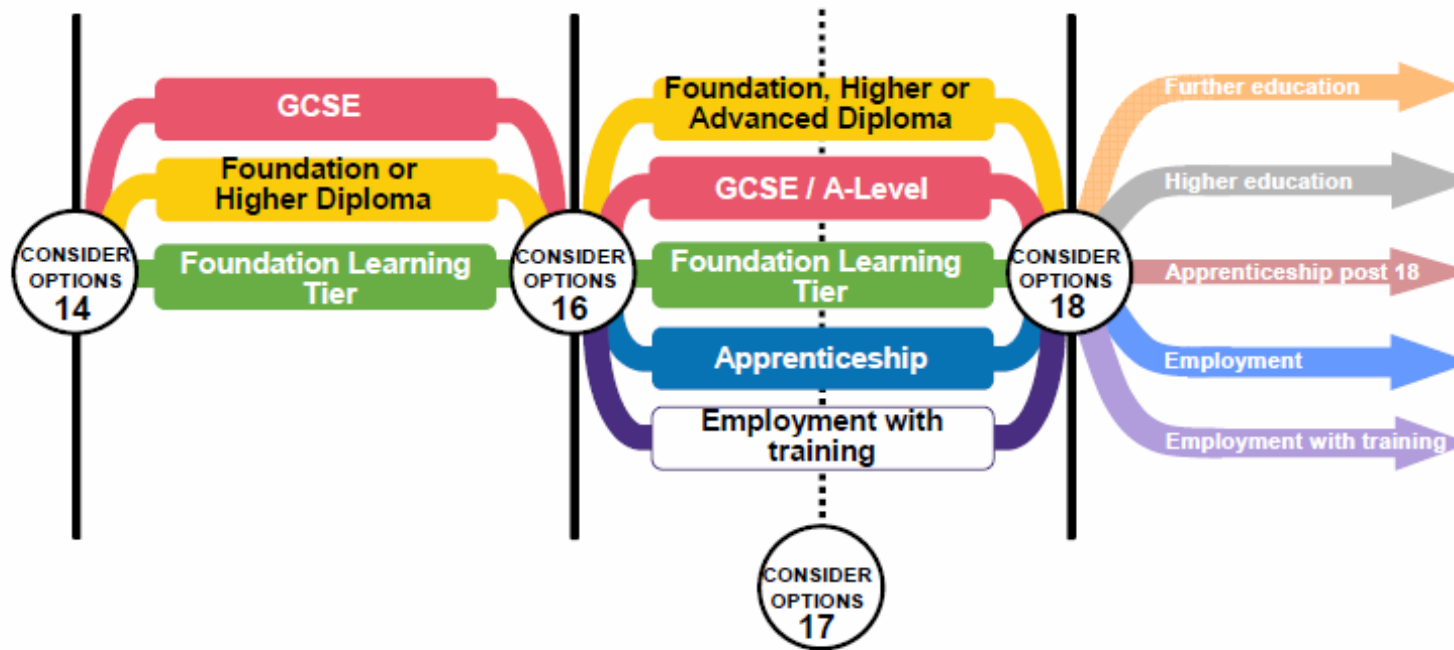 GCSE
Foundation or
Higher Diploma
Foundation Learning
Tier
CONSIDER
OPTIONS
14
CONSIDER
OPTIONS
16
Foundation, Higher or
Advanced Diploma
GCSE / A-Level
Foundation Learning
Tier
Apprenticeship
Employment with
training
CONSIDER
OPTIONS
17
CONSIDER
OPTIONS
18
Further education
Higher education
Apprenticeship post 18
Employment
Employment with training